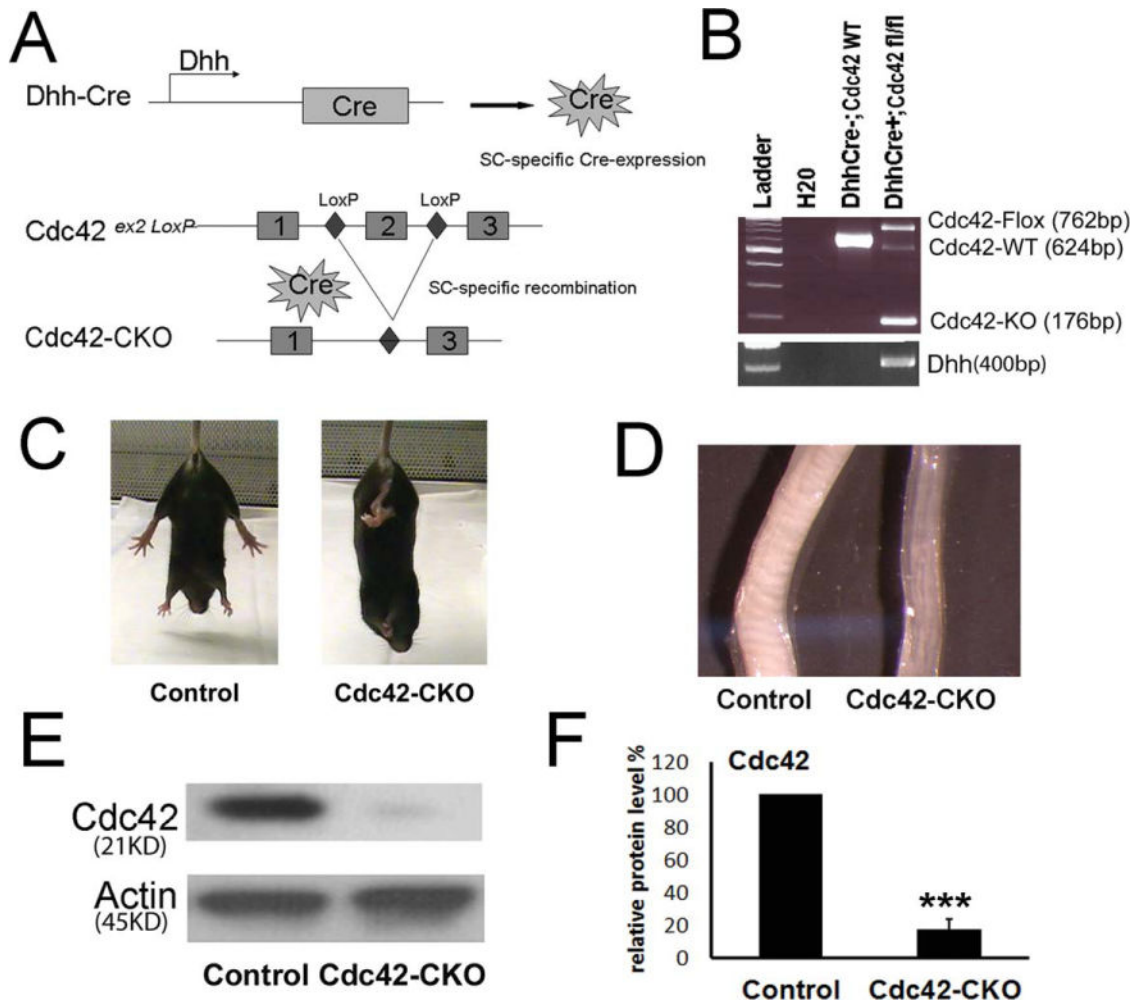 A
Dhh
Dhh-Cre
Cre
Cre
SC-specific Cre-expression
LoxP
LoxP
Cdc42 ex2 LoxP
1
2
3
Cre
SC-specific recombination
Cdc42-CKO
1
3
B
Ladder
H20
DhhCre-;Cdc42 WT
DhhCre+;Cdc42 fl/fl
Cdc42-Flox (762bp)
Cdc42-WT (624bp)
Cdc42-KO (176bp)
Dhh(400bp)
C
Control
Cdc42-CKO
D
Control
Cdc42-CKO
E
Cdc42
(21KD)
Actin
(45KD)
Control Cdc42-CKO
F
relative protein level %
Cdc42
120
100
80
60
40
20
0
***
Control
Cdc42-CKO